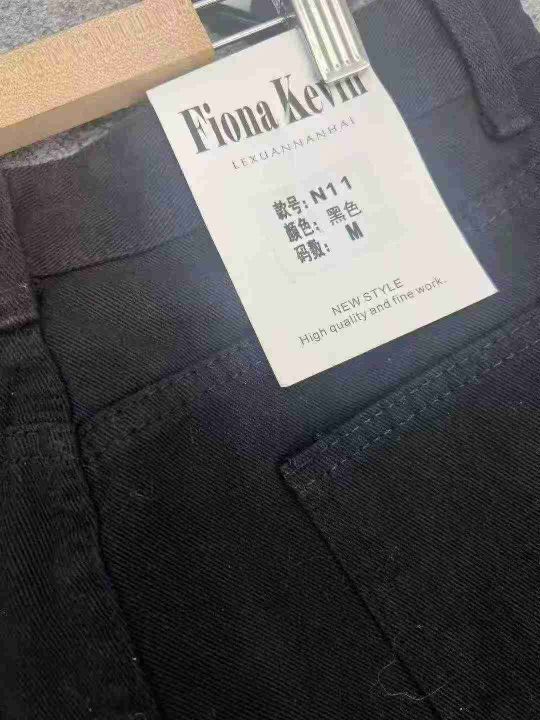 Fiona Kevin
LEXUANNANHAI
款号: N11
颜色: 黑色
码数: M
NEW STYLE
High quality and fine work.